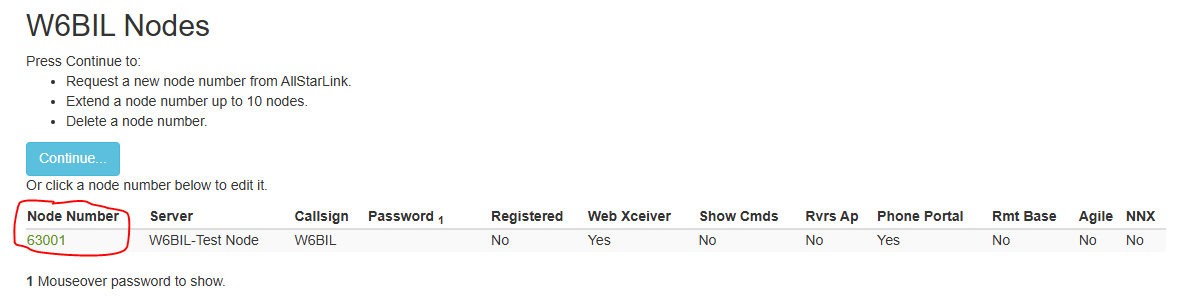 W6BIL Nodes
Press Continue to:
• Request a new node number from AllStarLink.
• Extend a node number up to 10 nodes.
• Delete a node number.
Continue...
Or click a node number below to edit it.
Node Number Server Callsign Password 1 Registered Web Xceiver Show Cmds Rvrs Ap Phone Portal Rmt Base Agile NNX
63001 W6BIL-Test Node W6BIL No Yes No No Yes No No No
1 Mouseover password to show.